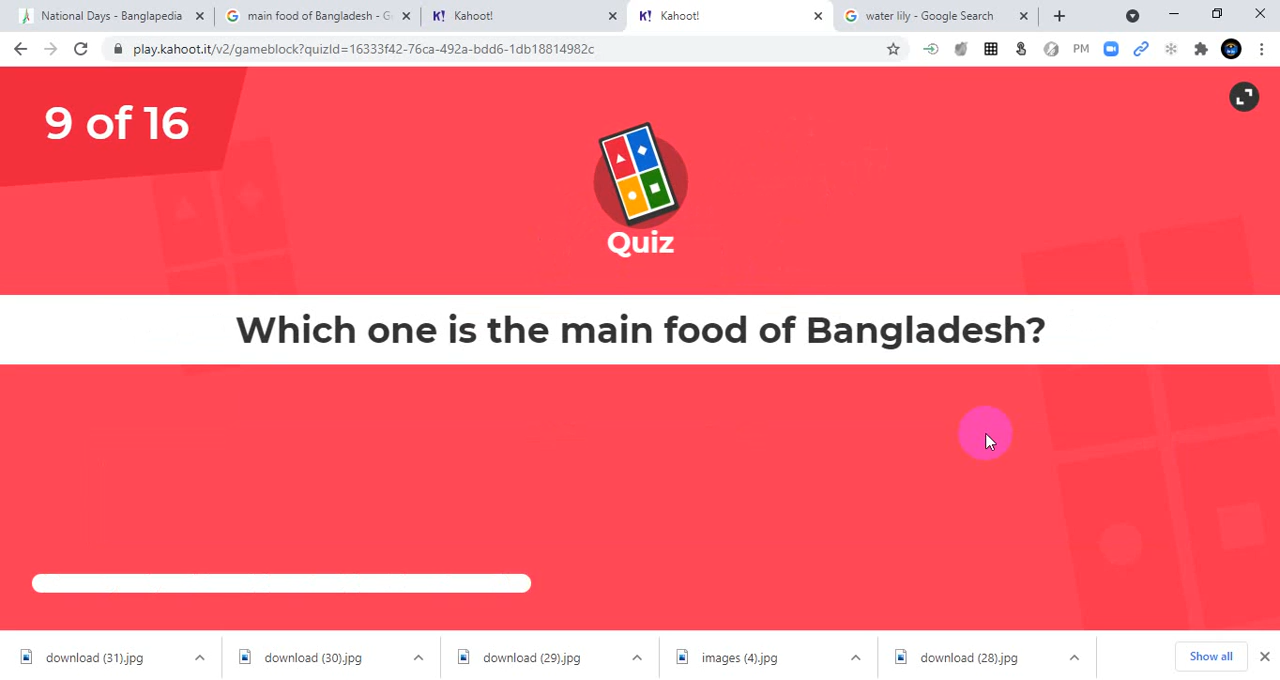 National Days - Banglapedia
main food of Bangladesh - G
Kahoot!
Kahoot!
water lily - Google Search
play.kahoot.it/v2/gameblock?quizId=16333f42-76ca-492a-bdd6-1db18814982c
PM
9 of 16
Quiz
Which one is the main food of Bangladesh?
download (31).jpg
download (30).jpg
download (29).jpg
images (4).jpg
download (28).jpg
Show all